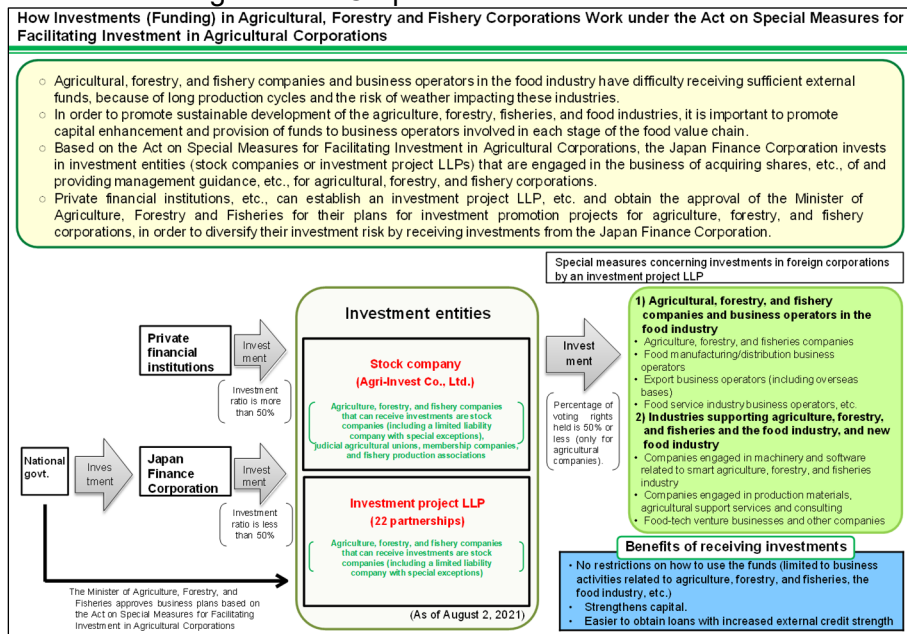 How Investments (Funding) in Agricultural, Forestry and Fishery Corporations Work under the Act on Special Measures for
Facilitating Investment in Agricultural Corporations
○ Agricultural, forestry, and fishery companies and business operators in the food industry have difficulty receiving sufficient external
funds, because of long production cycles and the risk of weather impacting these industries.
○ In order to promote sustainable development of the agriculture, forestry, fisheries, and food industries, it is important to promote
capital enhancement and provision of funds to business operators involved in each stage of the food value chain.
○ Based on the Act on Special Measures for Facilitating Investment in Agricultural Corporations, the Japan Finance Corporation invests
in investment entities (stock companies or investment project LLPs) that are engaged in the business of acquiring shares, etc., of and
providing management guidance, etc., for agricultural, forestry, and fishery corporations.
○ Private financial institutions, etc., can establish an investment project LLP, etc. and obtain the approval of the Minister of
Agriculture, Forestry and Fisheries for their plans for investment promotion projects for agriculture, forestry, and fishery
corporations, in order to diversify their investment risk by receiving investments from the Japan Finance Corporation.
Special measures concerning investments in foreign corporations
by an investment project LLP
Private
financial
institutions
Invest
ment
Investment
ratio is more
than 50%
National
govt.
Inves
tment
Japan
Finance
Corporation
Invest
ment
Investment
ratio is less
than 50%
The Minister of Agriculture, Forestry, and
Fisheries approves business plans based on
the Act on Special Measures for Facilitating
Investment in Agricultural Corporations
Investment entities
Stock company
(Agri-Invest Co., Ltd.)
Agriculture, forestry, and fishery companies
that can receive investments are stock
companies (including a limited liability
company with special exceptions),
judicial agricultural unions, membership companies,
and fishery production associations
Investment project LLP
(22 partnerships)
Agriculture, forestry, and fishery companies
that can receive investments are stock
companies (including a limited liability
company with special exceptions)
(As of August 2, 2021)
Invest
ment
Percentage of
voting rights
held is 50% or
less (only for
agricultural
companies).
1) Agricultural, forestry, and fishery
companies and business operators in the
food industry
• Agriculture, forestry, and fisheries companies
• Food manufacturing/distribution business
operators
• Export business operators (including overseas
bases)
• Food service industry business operators, etc.
2) Industries supporting agriculture, forestry,
and fisheries and the food industry, and new
food industry
• Companies engaged in machinery and software
related to smart agriculture, forestry, and fisheries
industry
• Companies engaged in production materials,
agricultural support services and consulting
• Food-tech venture businesses and other companies
Benefits of receiving investments
• No restrictions on how to use the funds (limited to business
activities related to agriculture, forestry, and fisheries, the
food industry, etc.)
• Strengthens capital.
• Easier to obtain loans with increased external credit strength